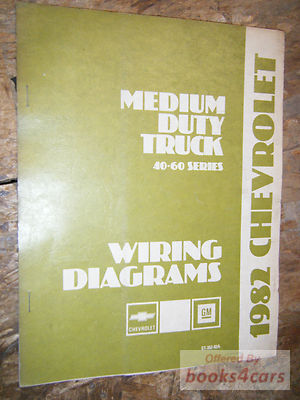 MEDIUM
DUTY
TRUCK
40-60 SERIES
WIRING
DIAGRAMS
CHEVROLET
GM
1982 CHEVROLET
Offered By
books4cars